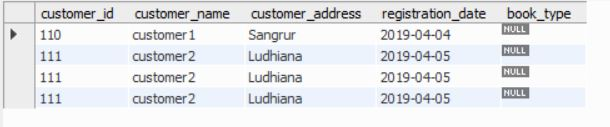 customer_id customer_name customer_address registration_date book_type
110 customer1 Sangrur 2019-04-04 NULL
111 customer2 Ludhiana 2019-04-05 NULL
111 customer2 Ludhiana 2019-04-05 NULL
111 customer2 Ludhiana 2019-04-05 NULL